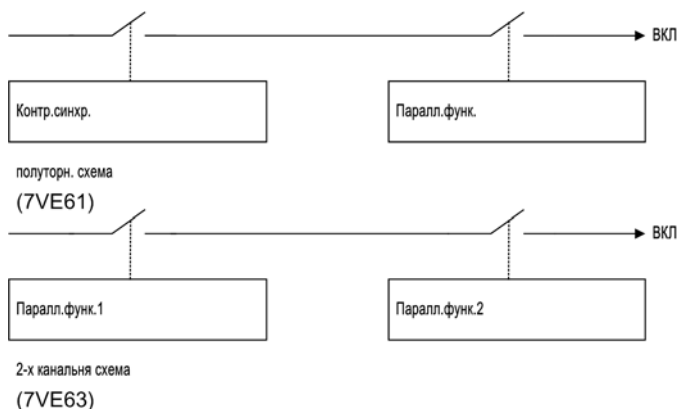 ВКЛ
Контр.синхр.
Паралл.функ.
полуторн. схема
(7VE61)
ВКЛ
Паралл.функ.1
Паралл.функ.2
2-х канальня схема
(7VE63)